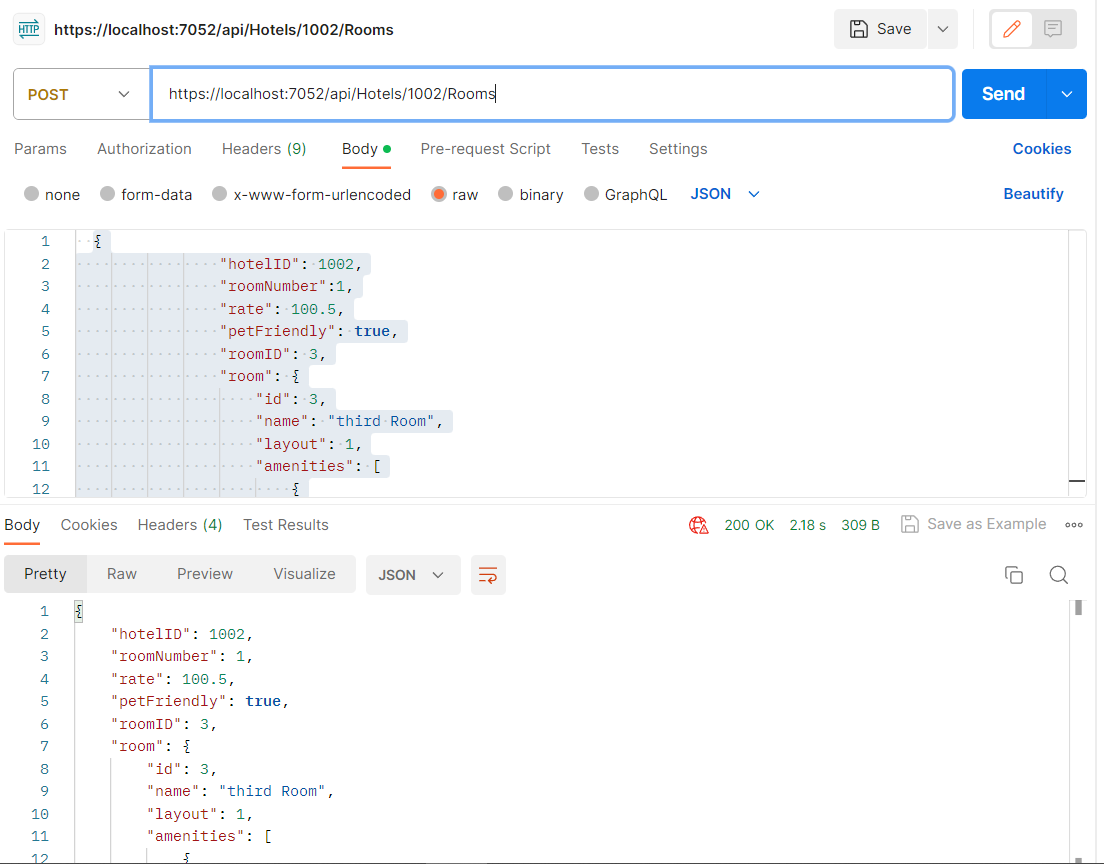 HTTP https://localhost:7052/api/Hotels/1002/Rooms Save
POST https://localhost:7052/api/Hotels/1002/Rooms Send
Params Authorization Headers (9) Body Pre-request Script Tests Settings Cookies
none form-data x-www-form-urlencoded raw binary GraphQL JSON Beautify
1 {
2 "hotelID": 1002,
3 "roomNumber":1,
4 "rate": 100.5,
5 "petFriendly": true,
6 "roomID": 3,
7 "room": {
8 "id": 3,
9 "name": "third Room",
10 "layout": 1,
11 "amenities": [
12 {
Body Cookies Headers (4) Test Results 200 OK 2.18 s 309 B Save as Example
Pretty Raw Preview Visualize JSON
1 {
2 "hotelID": 1002,
3 "roomNumber": 1,
4 "rate": 100.5,
5 "petFriendly": true,
6 "roomID": 3,
7 "room": {
8 "id": 3,
9 "name": "third Room",
10 "layout": 1,
11 "amenities": [
12 {